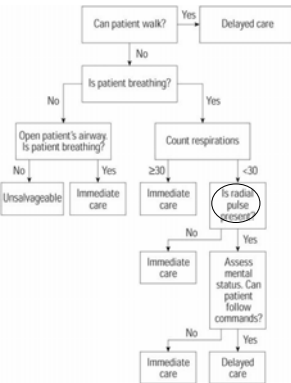 Can patient walk?
Yes
Delayed care
No
Is patient breathing?
No
Yes
Open patient's airway.
Is patient breathing?
Count respirations
No
Yes
≥30
<30
Unsalvageable
Immediate
care
Immediate
care
Is radial
pulse
present?
No
Yes
Immediate
care
Assess
mental
status. Can
patient
follow
commands?
No
Yes
Immediate
care
Delayed
care